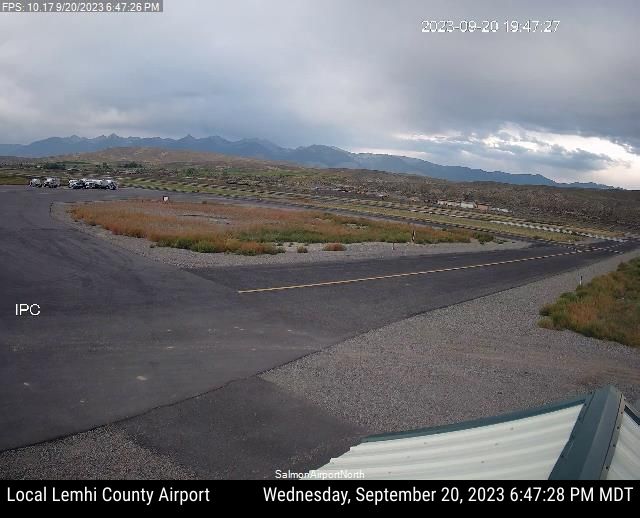 FPS: 10.17 9/20/2023 6:47:26 PM
2023-09-20 19:47:27
IPC
SalmonAirportNorth
Local Lemhi County Airport Wednesday, September 20, 2023 6:47:28 PM MDT